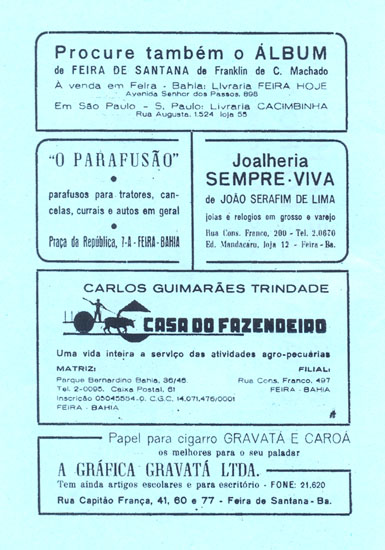 Procure também o ÁLBUM
de FEIRA DE SANTANA de Franklin de C. Machado
À venda em Feira - Bahia: Livraria FEIRA HOJE
Avenida Senhor dos Passos, 898
Em São Paulo - S. Paulo: Livraria CACIMBINHA
Rua Augusta, 1.524 loja 55
"O PARAFUSÃO"
parafusos para tratores, can-
celas, currais e autos em geral
Praça da República, 7-A - FEIRA-BAHIA
Joalheria
SEMPRE-VIVA
de JOÃO SERAFIM DE LIMA
joias e relogios em grosso e varejo
Rua Cons. Franco, 200 - Tel. 2.0670
Ed. Mandacarú, loja 12 - Feira-Ba.
CARLOS GUIMARÃES TRINDADE
CASA DO FAZENDEIRO
Uma vida inteira a serviço das atividades agro-pecuárias
MATRIZ:
Parque Bernardino Bahia, 36/46
Tel. 2-0095. Caixa Postal, 61
Inscrição 05045554-0. C.G.C. 14.071.476/0001
FEIRA - BAHIA
FILIAL:
Rua Cons. Franco, 497
FEIRA - BAHIA
Papel para cigarro GRAVATÁ E CAROÁ
os melhores para o seu paladar
A GRÁFICA GRAVATÁ LTDA.
Tem ainda artigos escolares e para escritório - FONE: 21.620
Rua Capitão França, 41, 60 e 77 - Feira de Santana-Ba.